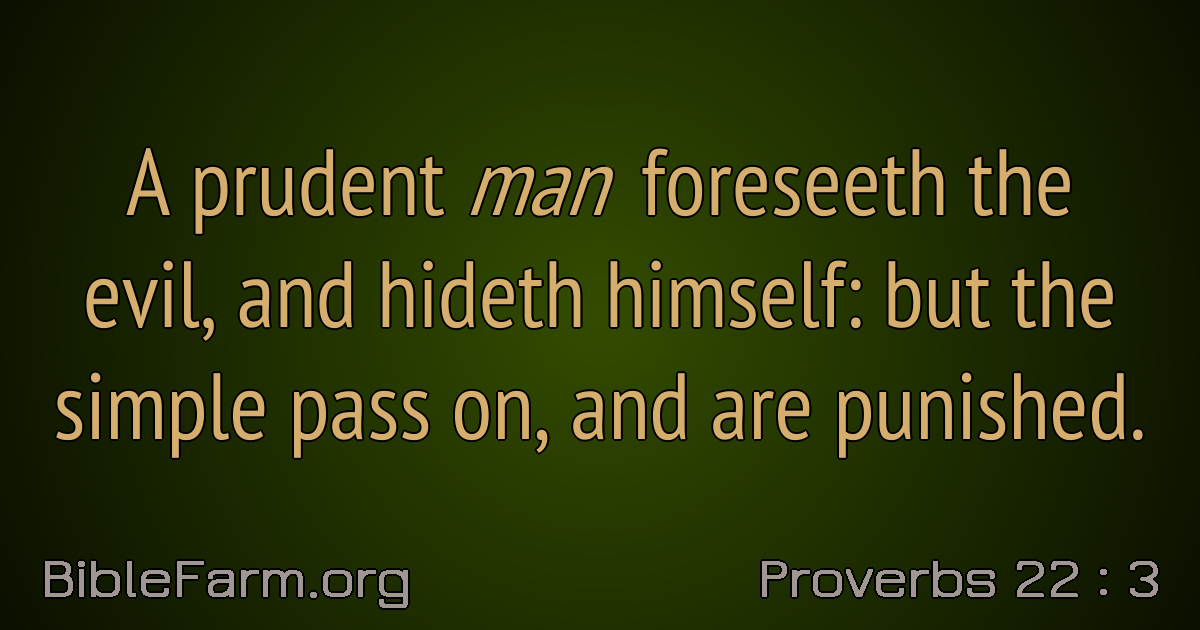 A prudent man foreseeth the
evil, and hideth himself: but the
simple pass on, and are punished.
BibleFarm.org
Proverbs 22 : 3